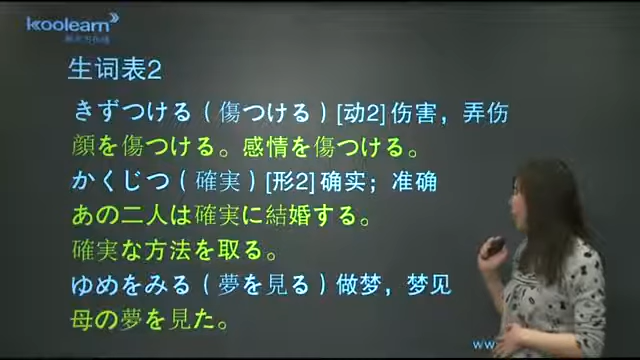 koolearn
生词表2
きずつける（傷つける）[动2]伤害，弄伤
顔を傷つける。感情を傷つける。
かくじつ（確実）[形2]确实；准确
あの二人は確実に結婚する。
確実な方法を取る。
ゆめをみる（夢を見る）做梦，梦见
母の夢を見た。
ww